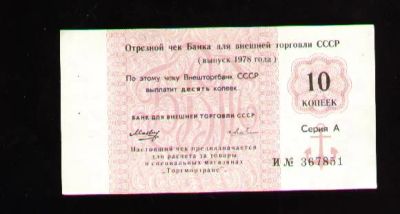 Отрезной чек Банка для внешней торговли СССР
(выпуск 1978 года)
По этому чеку Внешторгбанк СССР
выплатит десять копеек.
10
КОПЕЕК
БАНК ДЛЯ ВНЕШНЕЙ ТОРГОВЛИ СССР
Серия А
Настоящий чек предназначается
для расчета за товары
в специальных магазинах
"Торгмортранс".
И № 367851